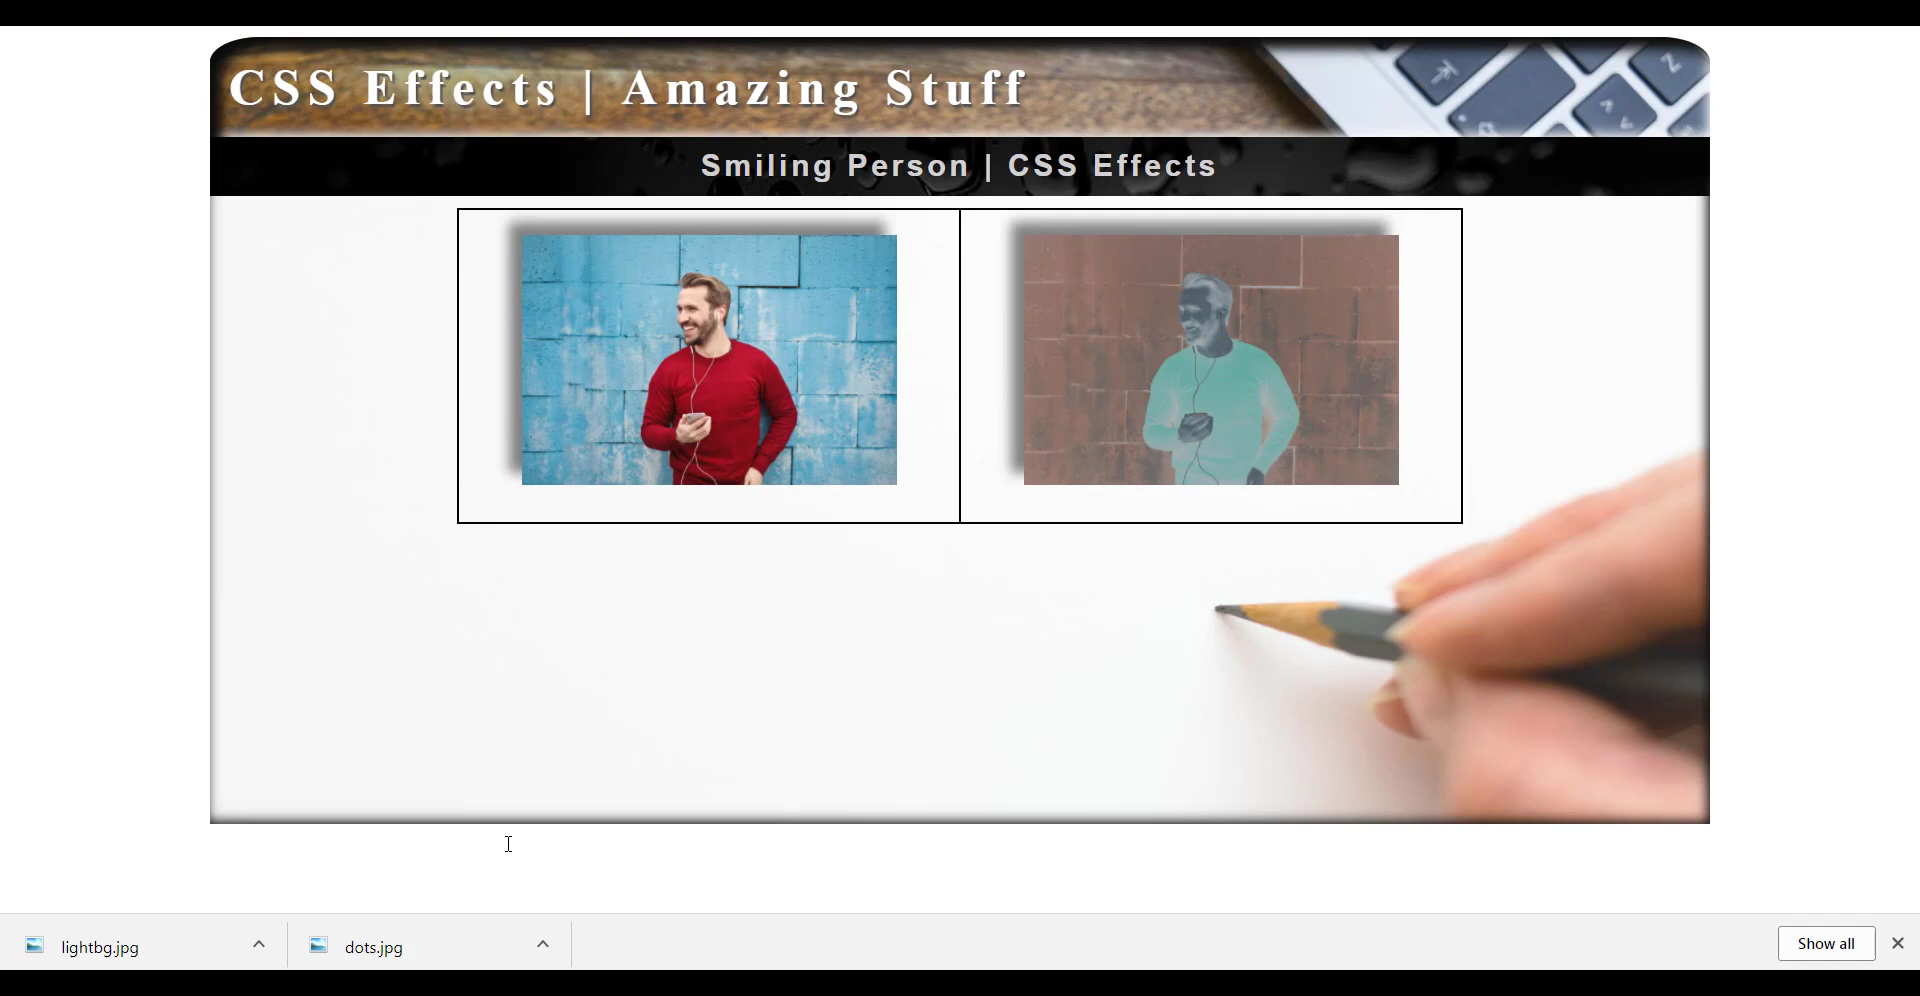 CSS Effects | Amazing Stuff
Smiling Person | CSS Effects
lightbg.jpg
dots.jpg
Show all